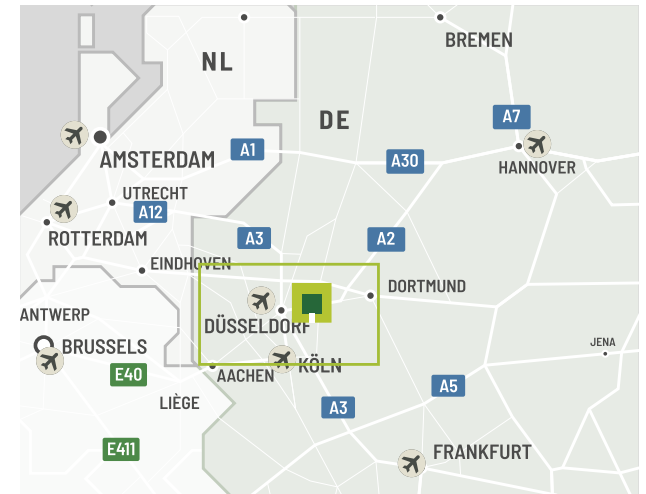 BREMEN
NL
A7
DE
AMSTERDAM
A1
A30
HANNOVER
UTRECHT
A12
ROTTERDAM
A3
A2
EINDHOVEN
DORTMUND
ANTWERP
DÜSSELDORF
BRUSSELS
JENA
KÖLN
E40
AACHEN
A5
LIÈGE
A3
E411
FRANKFURT